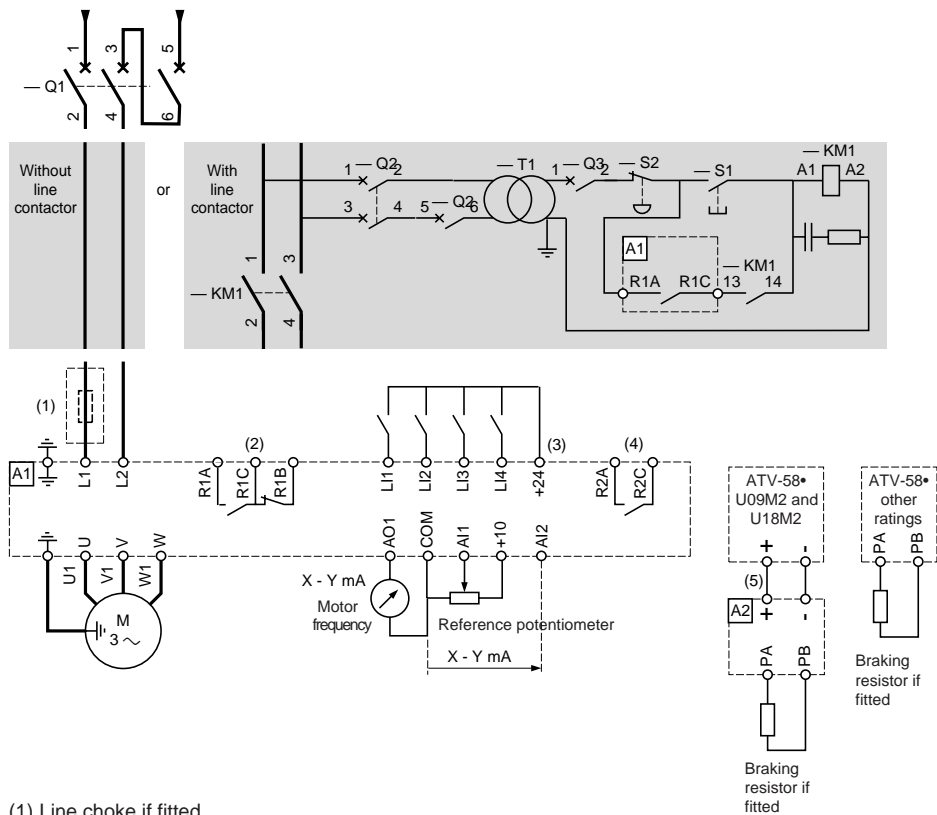 1 3 5
— Q1
2 4 6
Without
line
contactor
or
With
line
contactor
1 — Q2 2
3 4 5 — Q2 6
— T1
1 — Q3 2
— S2
— S1
— KM1
A1 A2
A1
R1A R1C
— KM1
13 14
1 3
— KM1
2 4
(1)
(2)
(3)
(4)
A1
L1 L2
R1A R1C R1B
LI1 LI2 LI3 LI4 +24
R2A R2C
U V W
U1 V1 W1
M
3 ~
AO1 COM AI1 +10 AI2
X - Y mA
Motor
frequency
Reference potentiometer
X - Y mA
ATV-58•
U09M2 and
U18M2
+ -
(5)
A2
+ -
PA PB
Braking
resistor if
fitted
ATV-58•
other
ratings
PA PB
Braking
resistor if
fitted
(1) Line choke if fitted